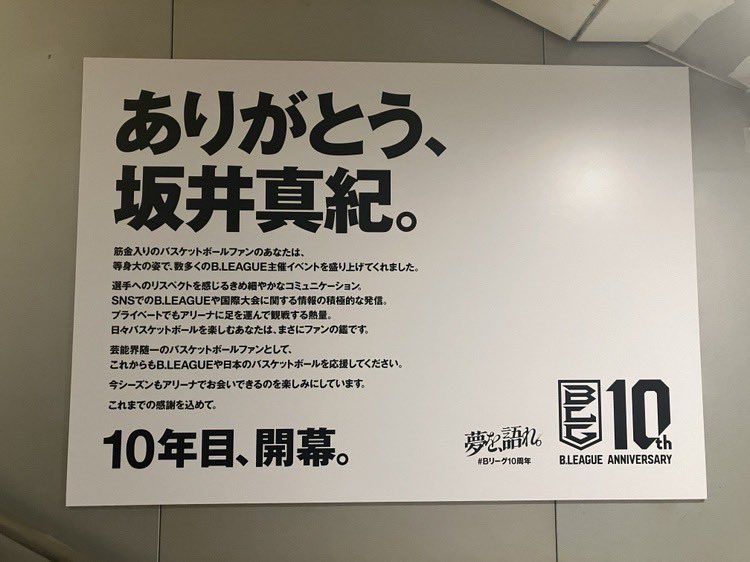 ありがとう、
坂井真紀。
筋金入りのバスケットボールファンのあなたは、
等身大の姿で、数多くのB.LEAGUE主催イベントを盛り上げてくれました。
選手へのリスペクトを感じるきめ細やかなコミュニケーション。
SNSでのB.LEAGUEや国際大会に関する情報の積極的な発信。
プライベートでもアリーナに足を運んで観戦する熱量。
日々バスケットボールを楽しむあなたは、まさにファンの鑑です。
芸能界随一のバスケットボールファンとして、
これからもB.LEAGUEや日本のバスケットボールを応援してください。
今シーズンもアリーナでお会いできるのを楽しみにしています。
これまでの感謝を込めて。
10年目、開幕。
夢を、語れ。
#Bリーグ10周年
BLG 10th
B.LEAGUE ANNIVERSARY